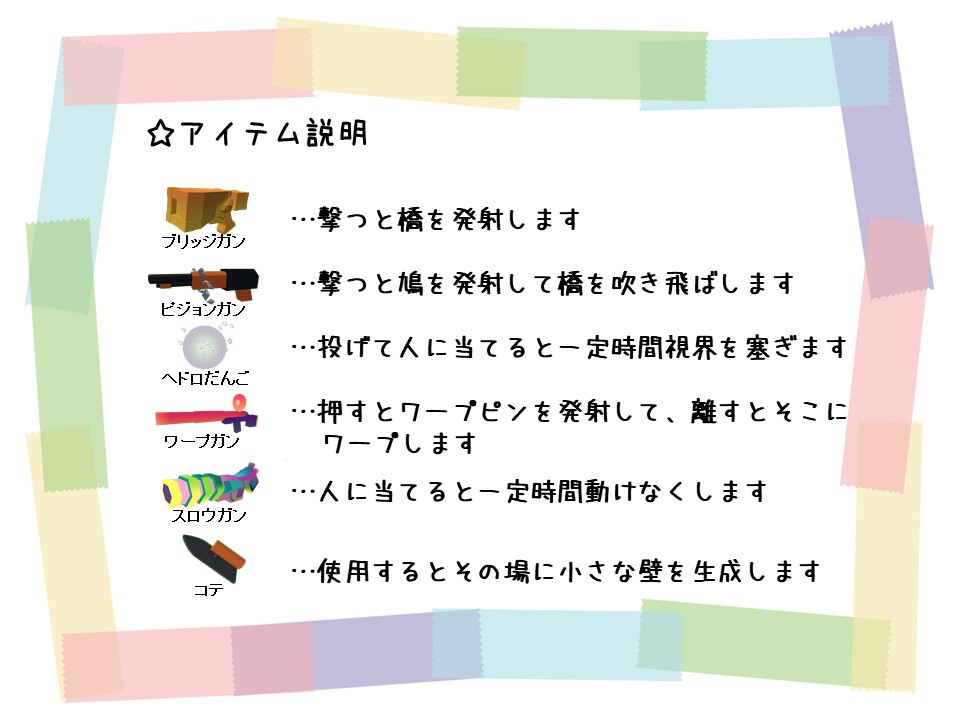 ☆アイテム説明
…撃つと橋を発射します
ブリッジガン
…撃つと鳩を発射して橋を吹き飛ばします
ピジョンガン
…投げて人に当てると一定時間視界を塞ぎます
ヘドロだんご
…押すとワープピンを発射して、離すとそこに
ワープします
ワープガン
…人に当てると一定時間動けなくします
スロウガン
…使用するとその場に小さな壁を生成します
コテ